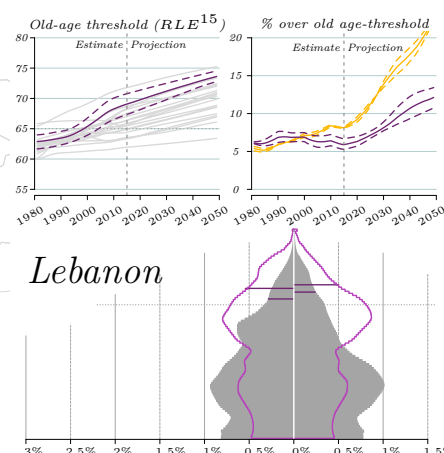 Old-age threshold (RLE¹⁵)
80
75
70
65
60
55
Estimate Projection
1980 1990 2000 2010 2020 2030 2040 2050
% over old age-threshold
20
15
10
5
0
Estimate Projection
1980 1990 2000 2010 2020 2030 2040 2050
Lebanon
3% 2.5% 2% 1.5% 1% 0.5% 0% 0.5% 1% 1.5%